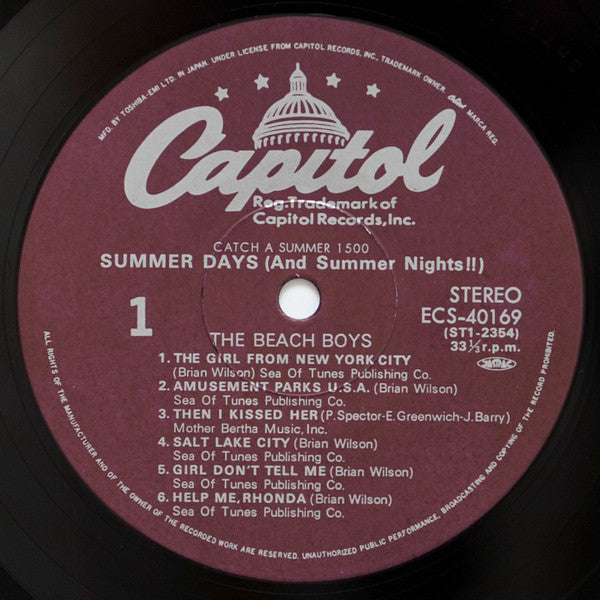 MFD. BY TOSHIBA-EMI LTD. IN JAPAN. UNDER LICENSE FROM CAPITOL RECORDS, INC., TRADEMARK OWNER. Capitol MARCA REG.
Capitol
Reg. Trademark of
Capitol Records, Inc.
CATCH A SUMMER 1500
SUMMER DAYS (And Summer Nights!!)
1
STEREO
ECS-40169
(ST1-2354)
33⅓ r.p.m.
JASRAC
THE BEACH BOYS
1. THE GIRL FROM NEW YORK CITY
(Brian Wilson) Sea Of Tunes Publishing Co.
2. AMUSEMENT PARKS U.S.A. (Brian Wilson)
Sea Of Tunes Publishing Co.
3. THEN I KISSED HER (P.Spector-E.Greenwich-J.Barry)
Mother Bertha Music, Inc.
4. SALT LAKE CITY (Brian Wilson)
Sea Of Tunes Publishing Co.
5. GIRL DON'T TELL ME (Brian Wilson)
Sea Of Tunes Publishing Co.
6. HELP ME, RHONDA (Brian Wilson)
Sea Of Tunes Publishing Co.
ALL RIGHTS OF THE MANUFACTURER AND OF THE OWNER OF THE RECORDED WORK ARE RESERVED. UNAUTHORIZED PUBLIC PERFORMANCE, BROADCASTING AND COPYING OF THIS RECORD PROHIBITED.